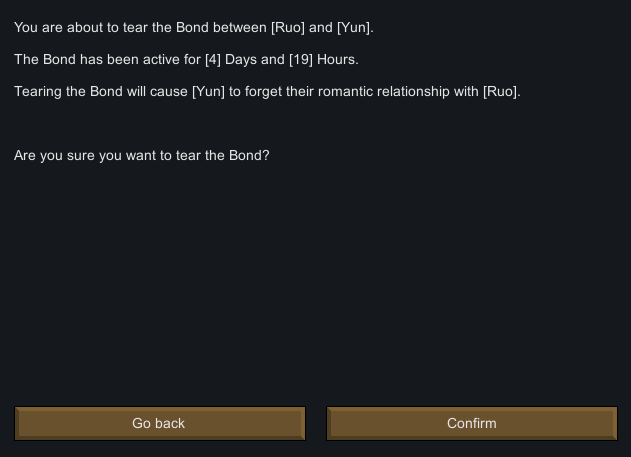 You are about to tear the Bond between [Ruo] and [Yun].
The Bond has been active for [4] Days and [19] Hours.
Tearing the Bond will cause [Yun] to forget their romantic relationship with [Ruo].
Are you sure you want to tear the Bond?
Go back
Confirm